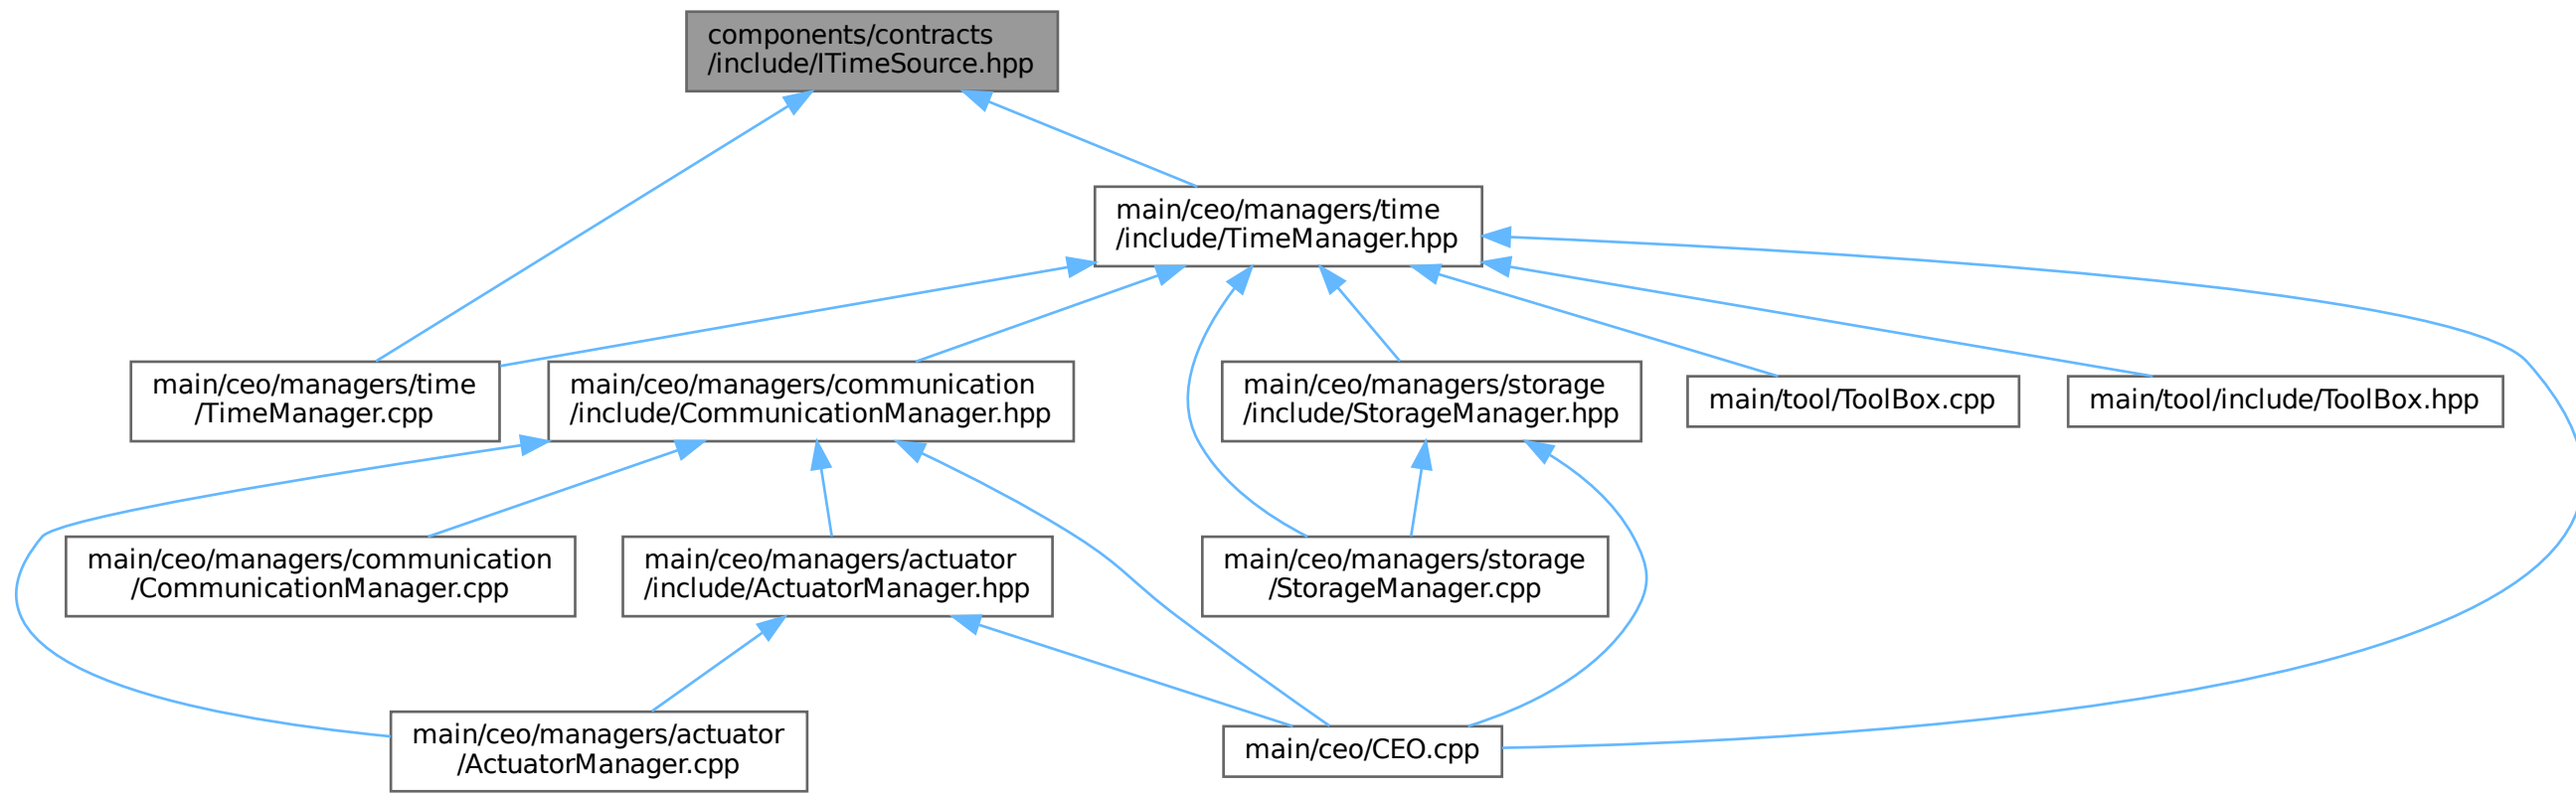 components/contracts
/include/ITimeSource.hpp
main/ceo/managers/time
/include/TimeManager.hpp
main/ceo/managers/time
/TimeManager.cpp
main/ceo/managers/communication
/include/CommunicationManager.hpp
main/ceo/managers/storage
/include/StorageManager.hpp
main/tool/ToolBox.cpp
main/tool/include/ToolBox.hpp
main/ceo/managers/communication
/CommunicationManager.cpp
main/ceo/managers/actuator
/include/ActuatorManager.hpp
main/ceo/managers/storage
/StorageManager.cpp
main/ceo/managers/actuator
/ActuatorManager.cpp
main/ceo/CEO.cpp